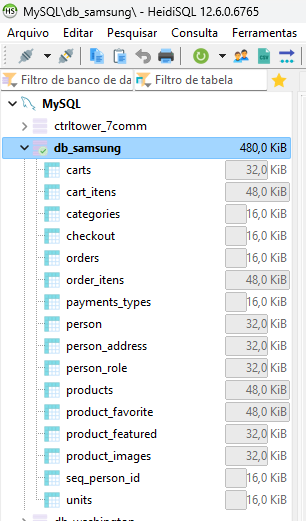 HS MySQL\db_samsung\ - HeidiSQL 12.6.0.6765
Arquivo Editar Pesquisar Consulta Ferramentas
Filtro de banco de da Filtro de tabela
MySQL
ctrltower_7comm
db_samsung 480,0 KiB
carts 32,0 KiB
cart_itens 48,0 KiB
categories 16,0 KiB
checkout 16,0 KiB
orders 16,0 KiB
order_itens 48,0 KiB
payments_types 16,0 KiB
person 32,0 KiB
person_address 32,0 KiB
person_role 32,0 KiB
products 48,0 KiB
product_favorite 48,0 KiB
product_featured 32,0 KiB
product_images 32,0 KiB
seq_person_id 16,0 KiB
units 16,0 KiB
db_washington